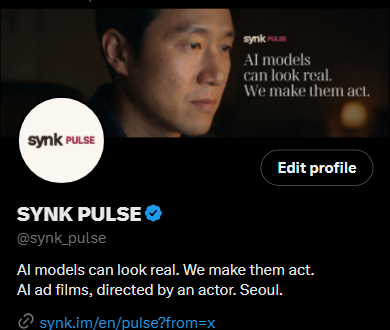 synk PULSE
AI models
can look real.
We make them act.
synk PULSE
Edit profile
SYNK PULSE
@synk_pulse
AI models can look real. We make them act.
AI ad films, directed by an actor. Seoul.
synk.im/en/pulse?from=x